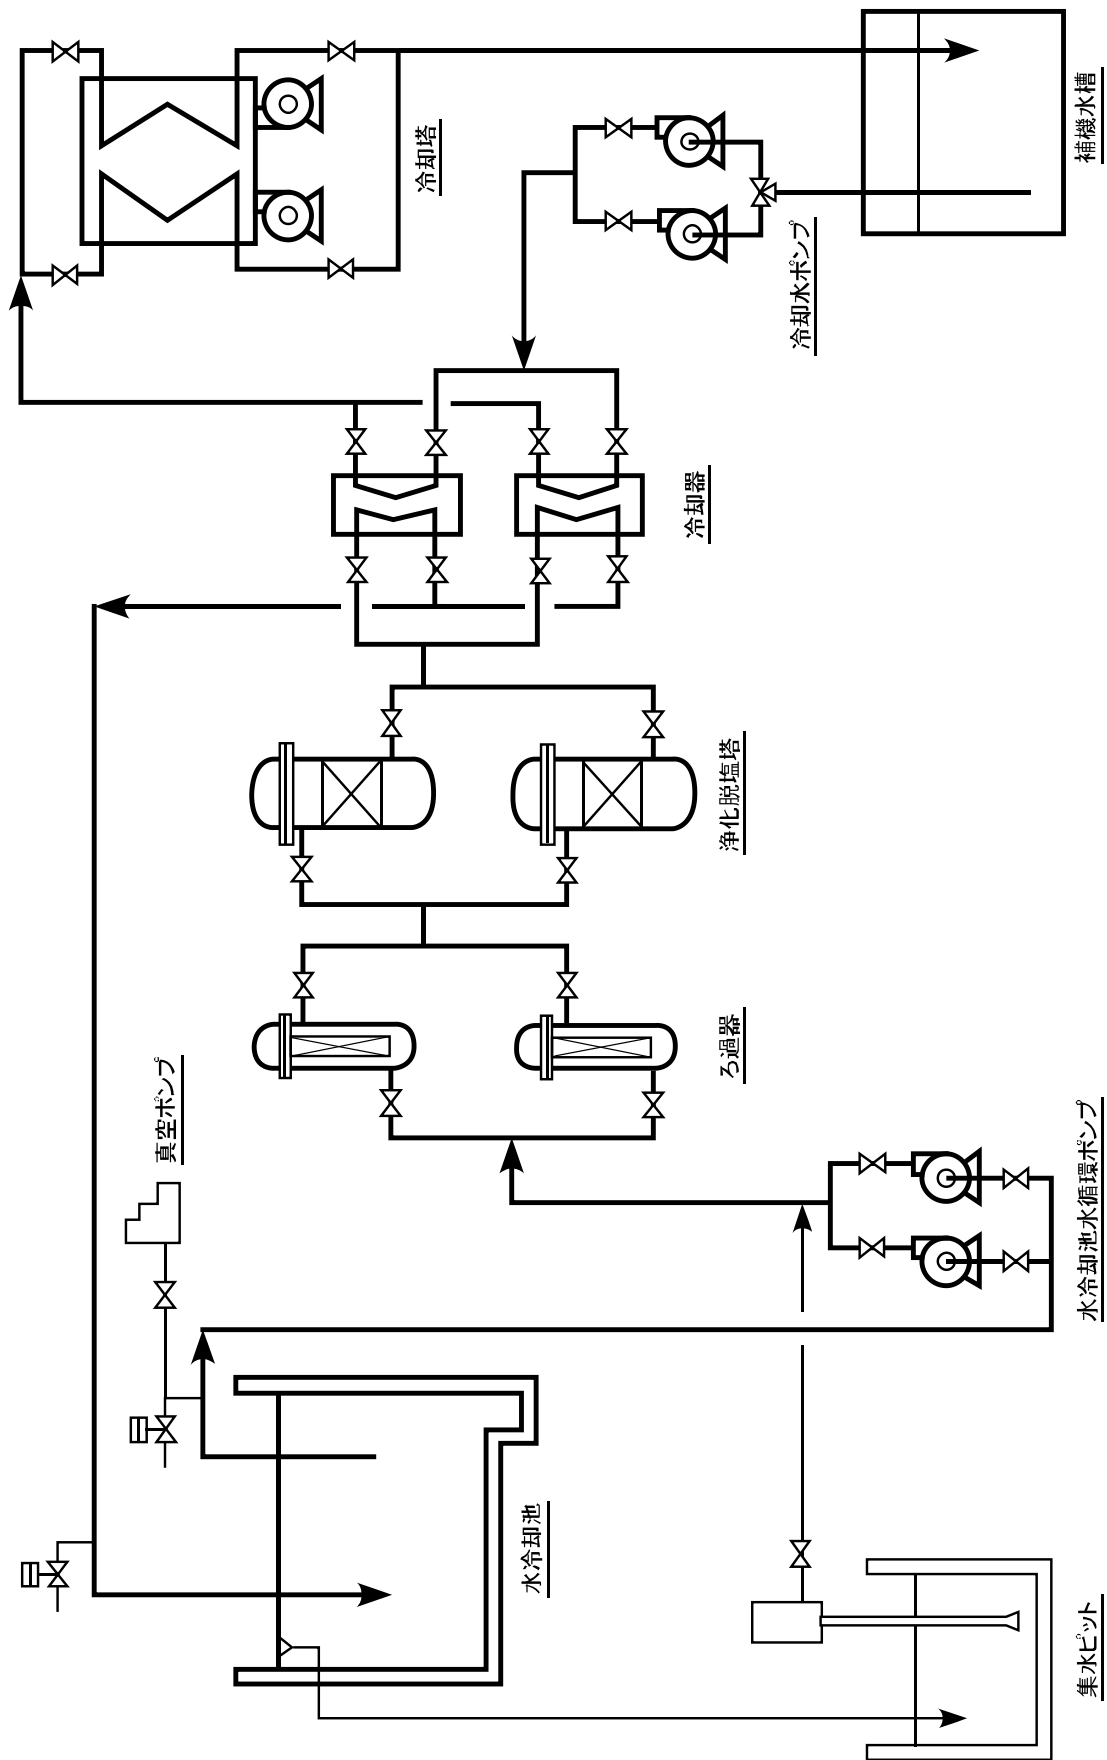 補機水槽
冷却塔
冷却水ポンプ
冷却器
浄化脱塩塔
ろ過器
真空ポンプ
水冷却池水循環ポンプ
水冷却池
集水ピット